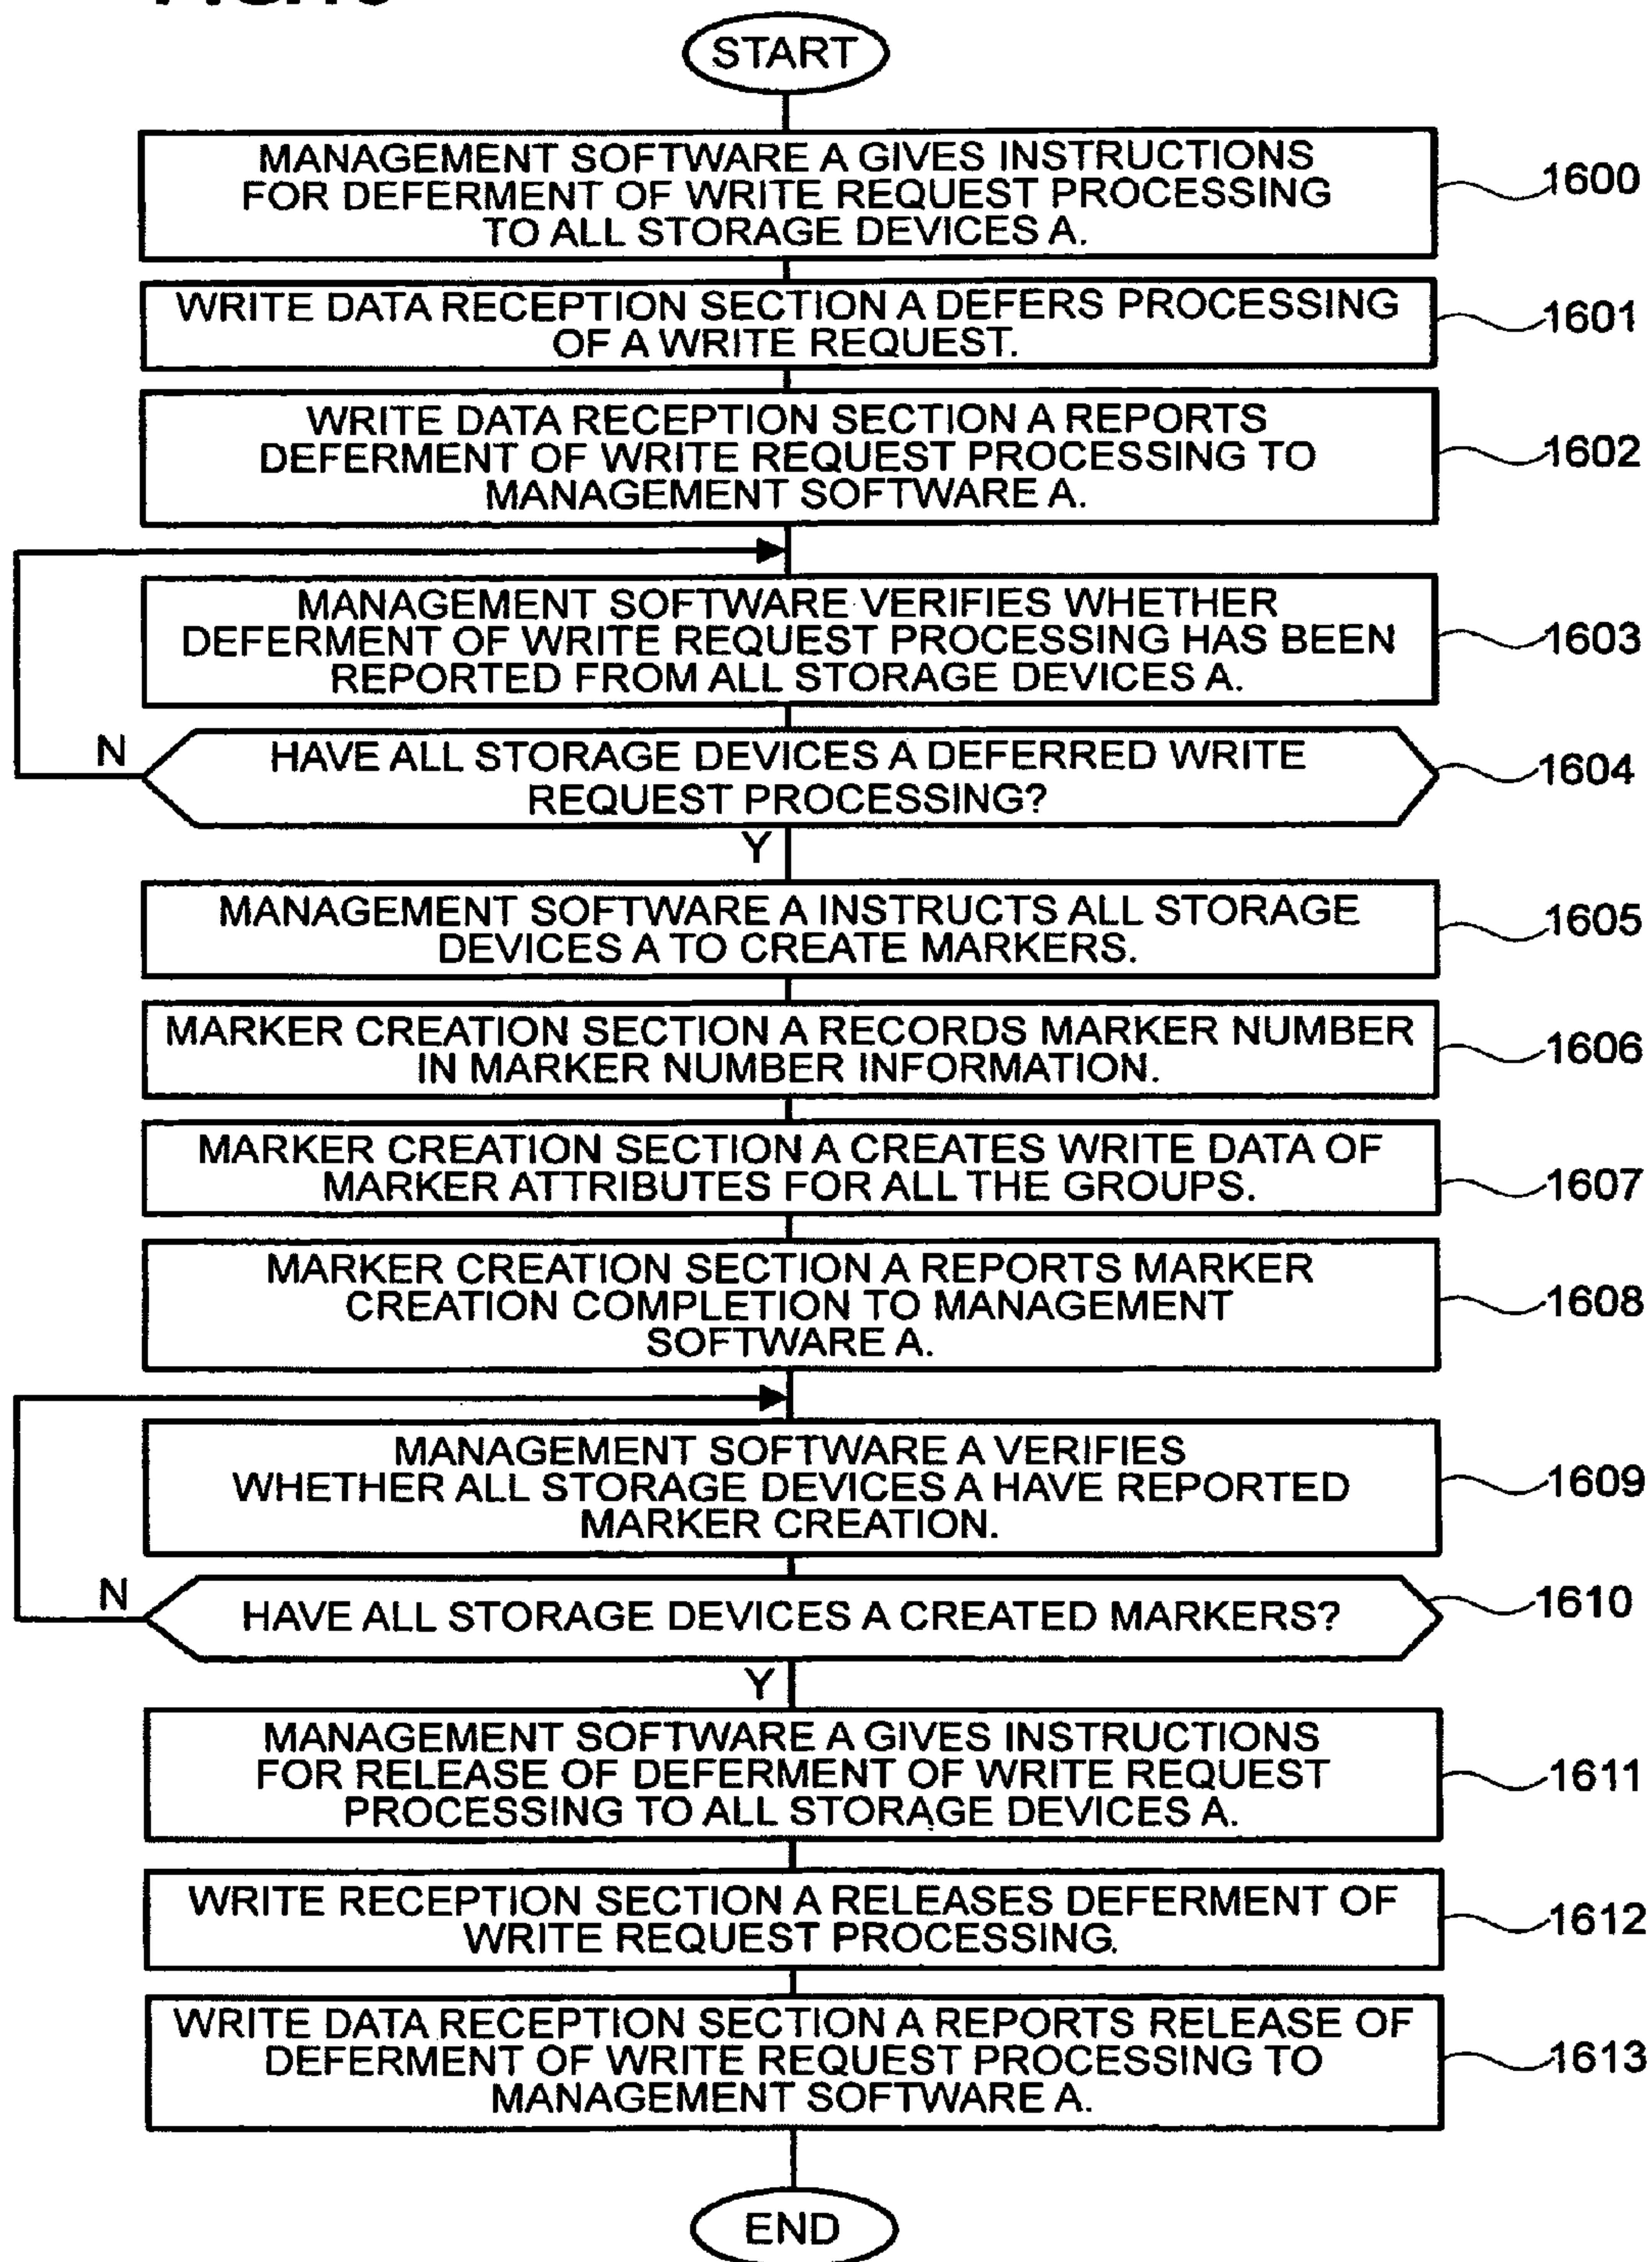 START
MANAGEMENT SOFTWARE A GIVES INSTRUCTIONS
FOR DEFERMENT OF WRITE REQUEST PROCESSING
TO ALL STORAGE DEVICES A.
1600
WRITE DATA RECEPTION SECTION A DEFERS PROCESSING
OF A WRITE REQUEST.
1601
WRITE DATA RECEPTION SECTION A REPORTS
DEFERMENT OF WRITE REQUEST PROCESSING TO
MANAGEMENT SOFTWARE A.
1602
MANAGEMENT SOFTWARE VERIFIES WHETHER
DEFERMENT OF WRITE REQUEST PROCESSING HAS BEEN
REPORTED FROM ALL STORAGE DEVICES A.
1603
N
HAVE ALL STORAGE DEVICES A DEFERRED WRITE
REQUEST PROCESSING?
1604
Y
MANAGEMENT SOFTWARE A INSTRUCTS ALL STORAGE
DEVICES A TO CREATE MARKERS.
1605
MARKER CREATION SECTION A RECORDS MARKER NUMBER
IN MARKER NUMBER INFORMATION.
1606
MARKER CREATION SECTION A CREATES WRITE DATA OF
MARKER ATTRIBUTES FOR ALL THE GROUPS.
1607
MARKER CREATION SECTION A REPORTS MARKER
CREATION COMPLETION TO MANAGEMENT
SOFTWARE A.
1608
MANAGEMENT SOFTWARE A VERIFIES
WHETHER ALL STORAGE DEVICES A HAVE REPORTED
MARKER CREATION.
1609
N
HAVE ALL STORAGE DEVICES A CREATED MARKERS?
1610
Y
MANAGEMENT SOFTWARE A GIVES INSTRUCTIONS
FOR RELEASE OF DEFERMENT OF WRITE REQUEST
PROCESSING TO ALL STORAGE DEVICES A.
1611
WRITE RECEPTION SECTION A RELEASES DEFERMENT OF
WRITE REQUEST PROCESSING.
1612
WRITE DATA RECEPTION SECTION A REPORTS RELEASE OF
DEFERMENT OF WRITE REQUEST PROCESSING TO
MANAGEMENT SOFTWARE A.
1613
END